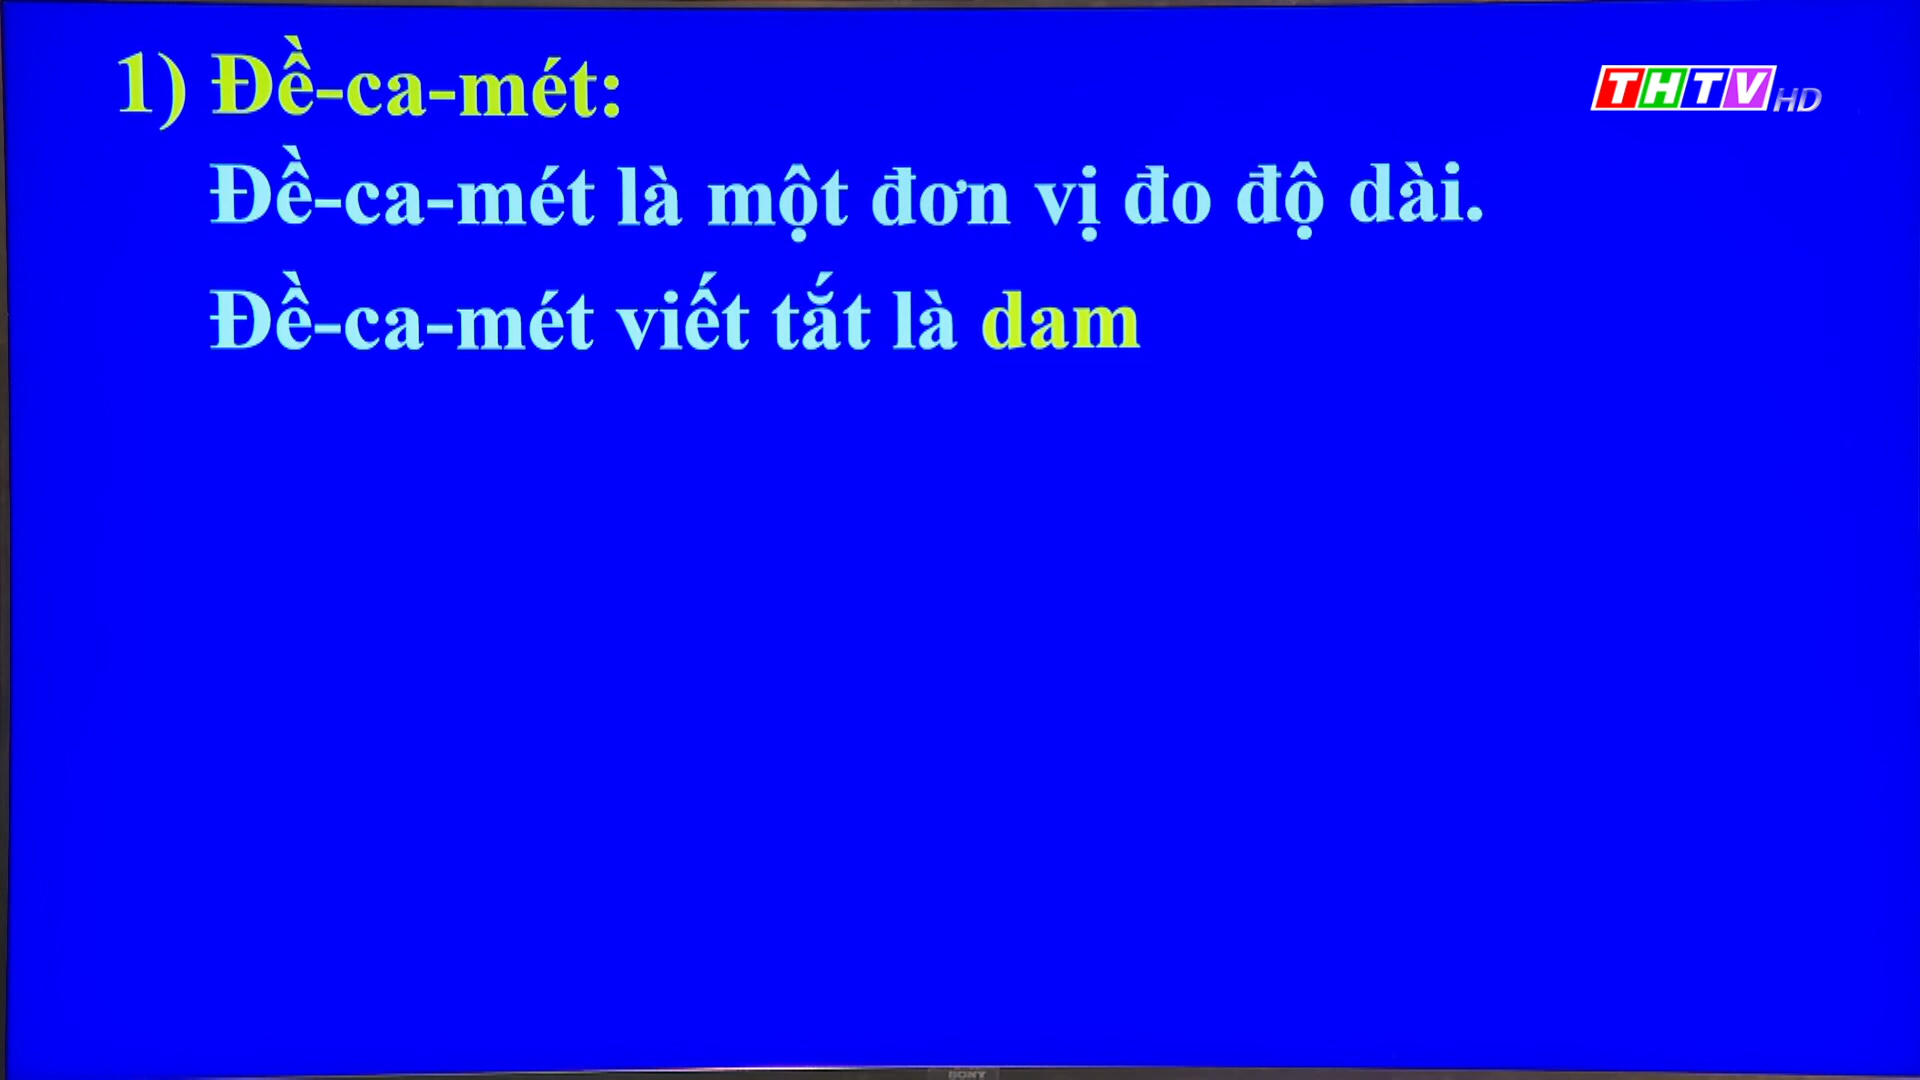 1) Đề-ca-mét:
THTV HD
Đề-ca-mét là một đơn vị đo độ dài.
Đề-ca-mét viết tắt là dam
SONY